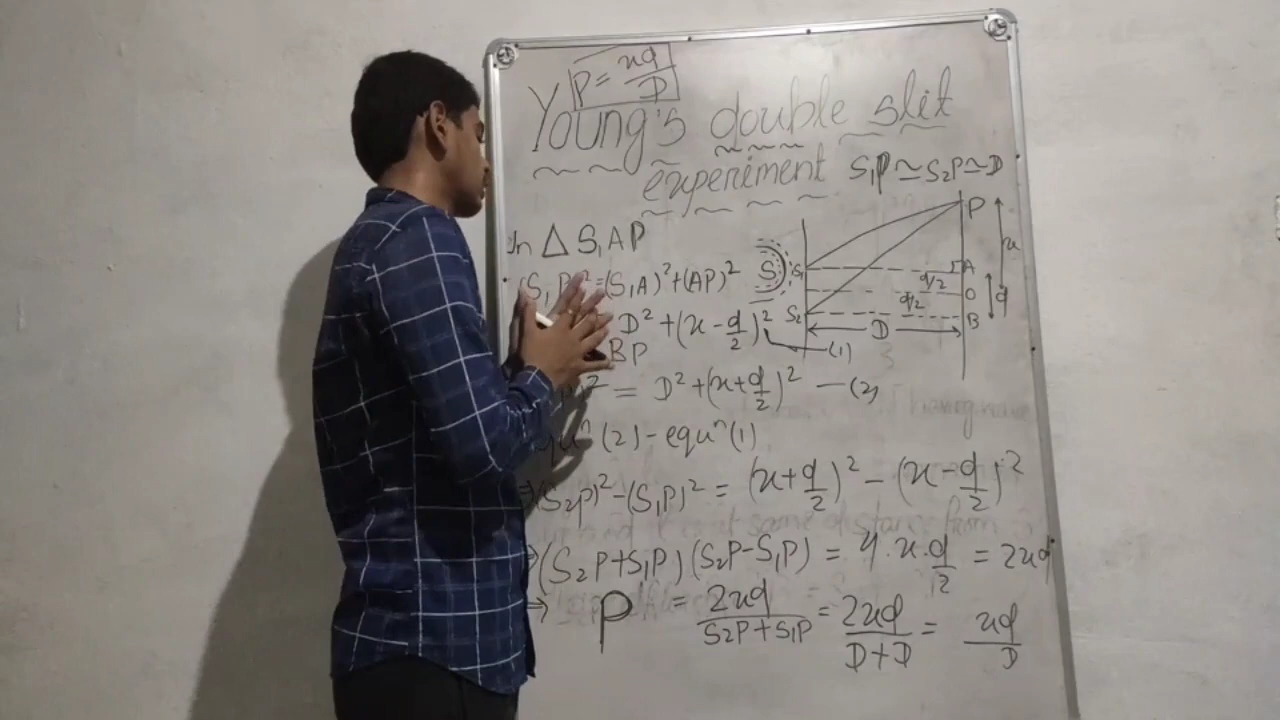 P = xd/D
Young's double slit
experiment
S₁P ≃ S₂P ≃ D
P
x
S
S₁
A
d/2
O
d
d/2
S₂
B
D
In △ S₁AP
(S₁P)² = (S₁A)² + (AP)²
D² + (x - d/2)²
(1)
BP
)² = D² + (x + d/2)² — (2)
equⁿ (2) - equⁿ (1)
⇒ (S₂P)² - (S₁P)² = (x + d/2)² - (x - d/2)²
⇒ (S₂P + S₁P) (S₂P - S₁P) = 4 . x . d/2 = 2xd
⇒ P = 2xd/(S₂P + S₁P) = 2xd/(D + D) = xd/D